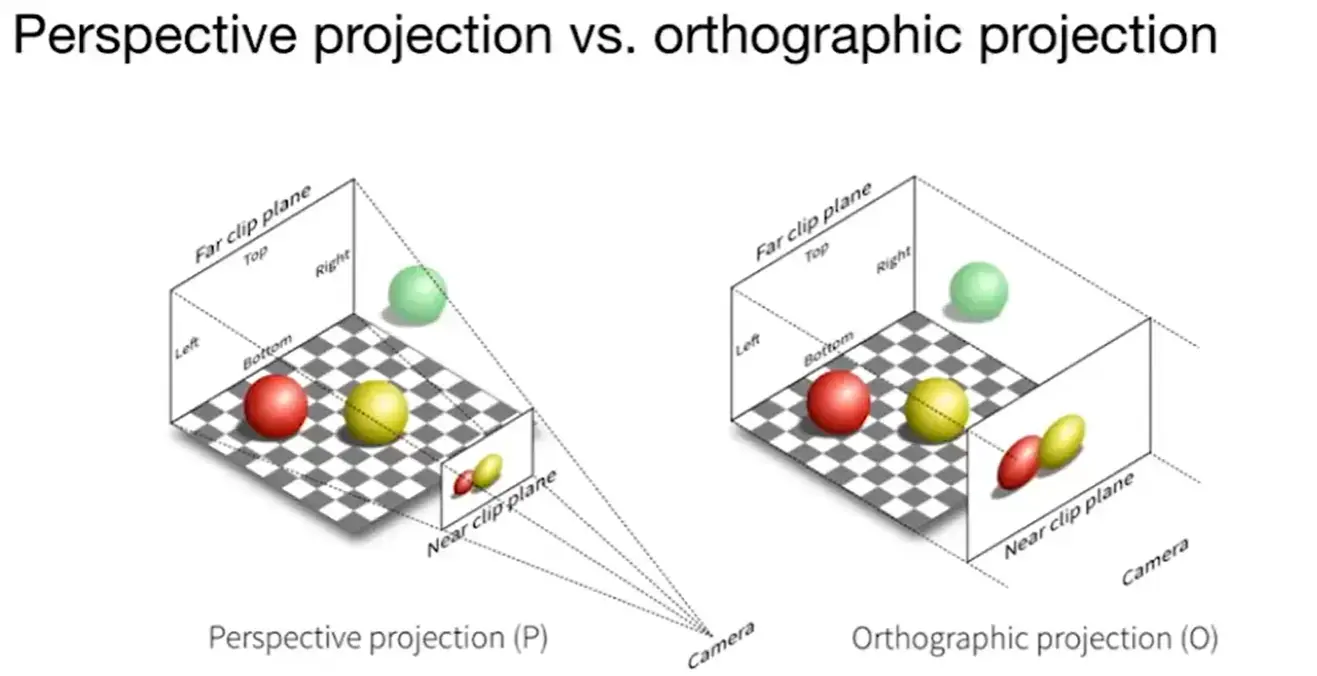 Perspective projection vs. orthographic projection
Far clip plane
Top
Right
Left
Bottom
Near clip plane
Camera
Perspective projection (P)
Far clip plane
Top
Right
Left
Bottom
Near clip plane
Camera
Orthographic projection (O)